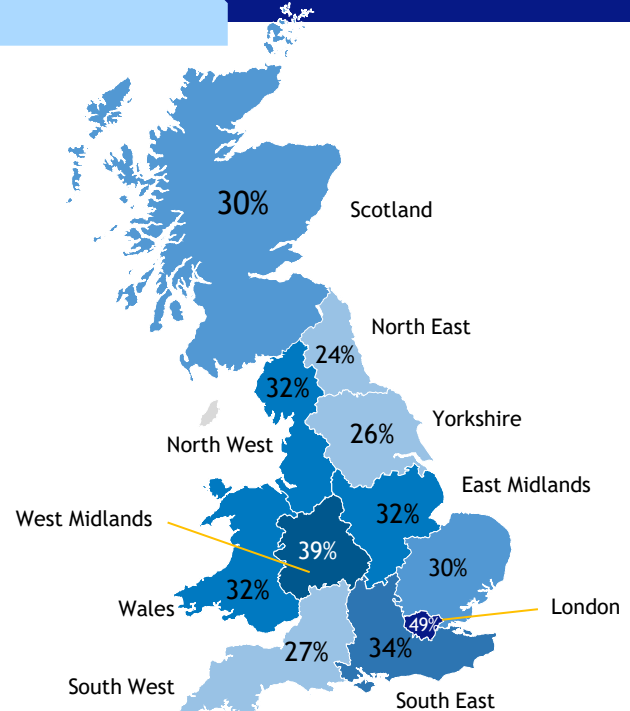 30%
Scotland
North East
24%
32%
Yorkshire
26%
North West
East Midlands
West Midlands
32%
39%
30%
32%
Wales
London
49%
34%
27%
South West
South East